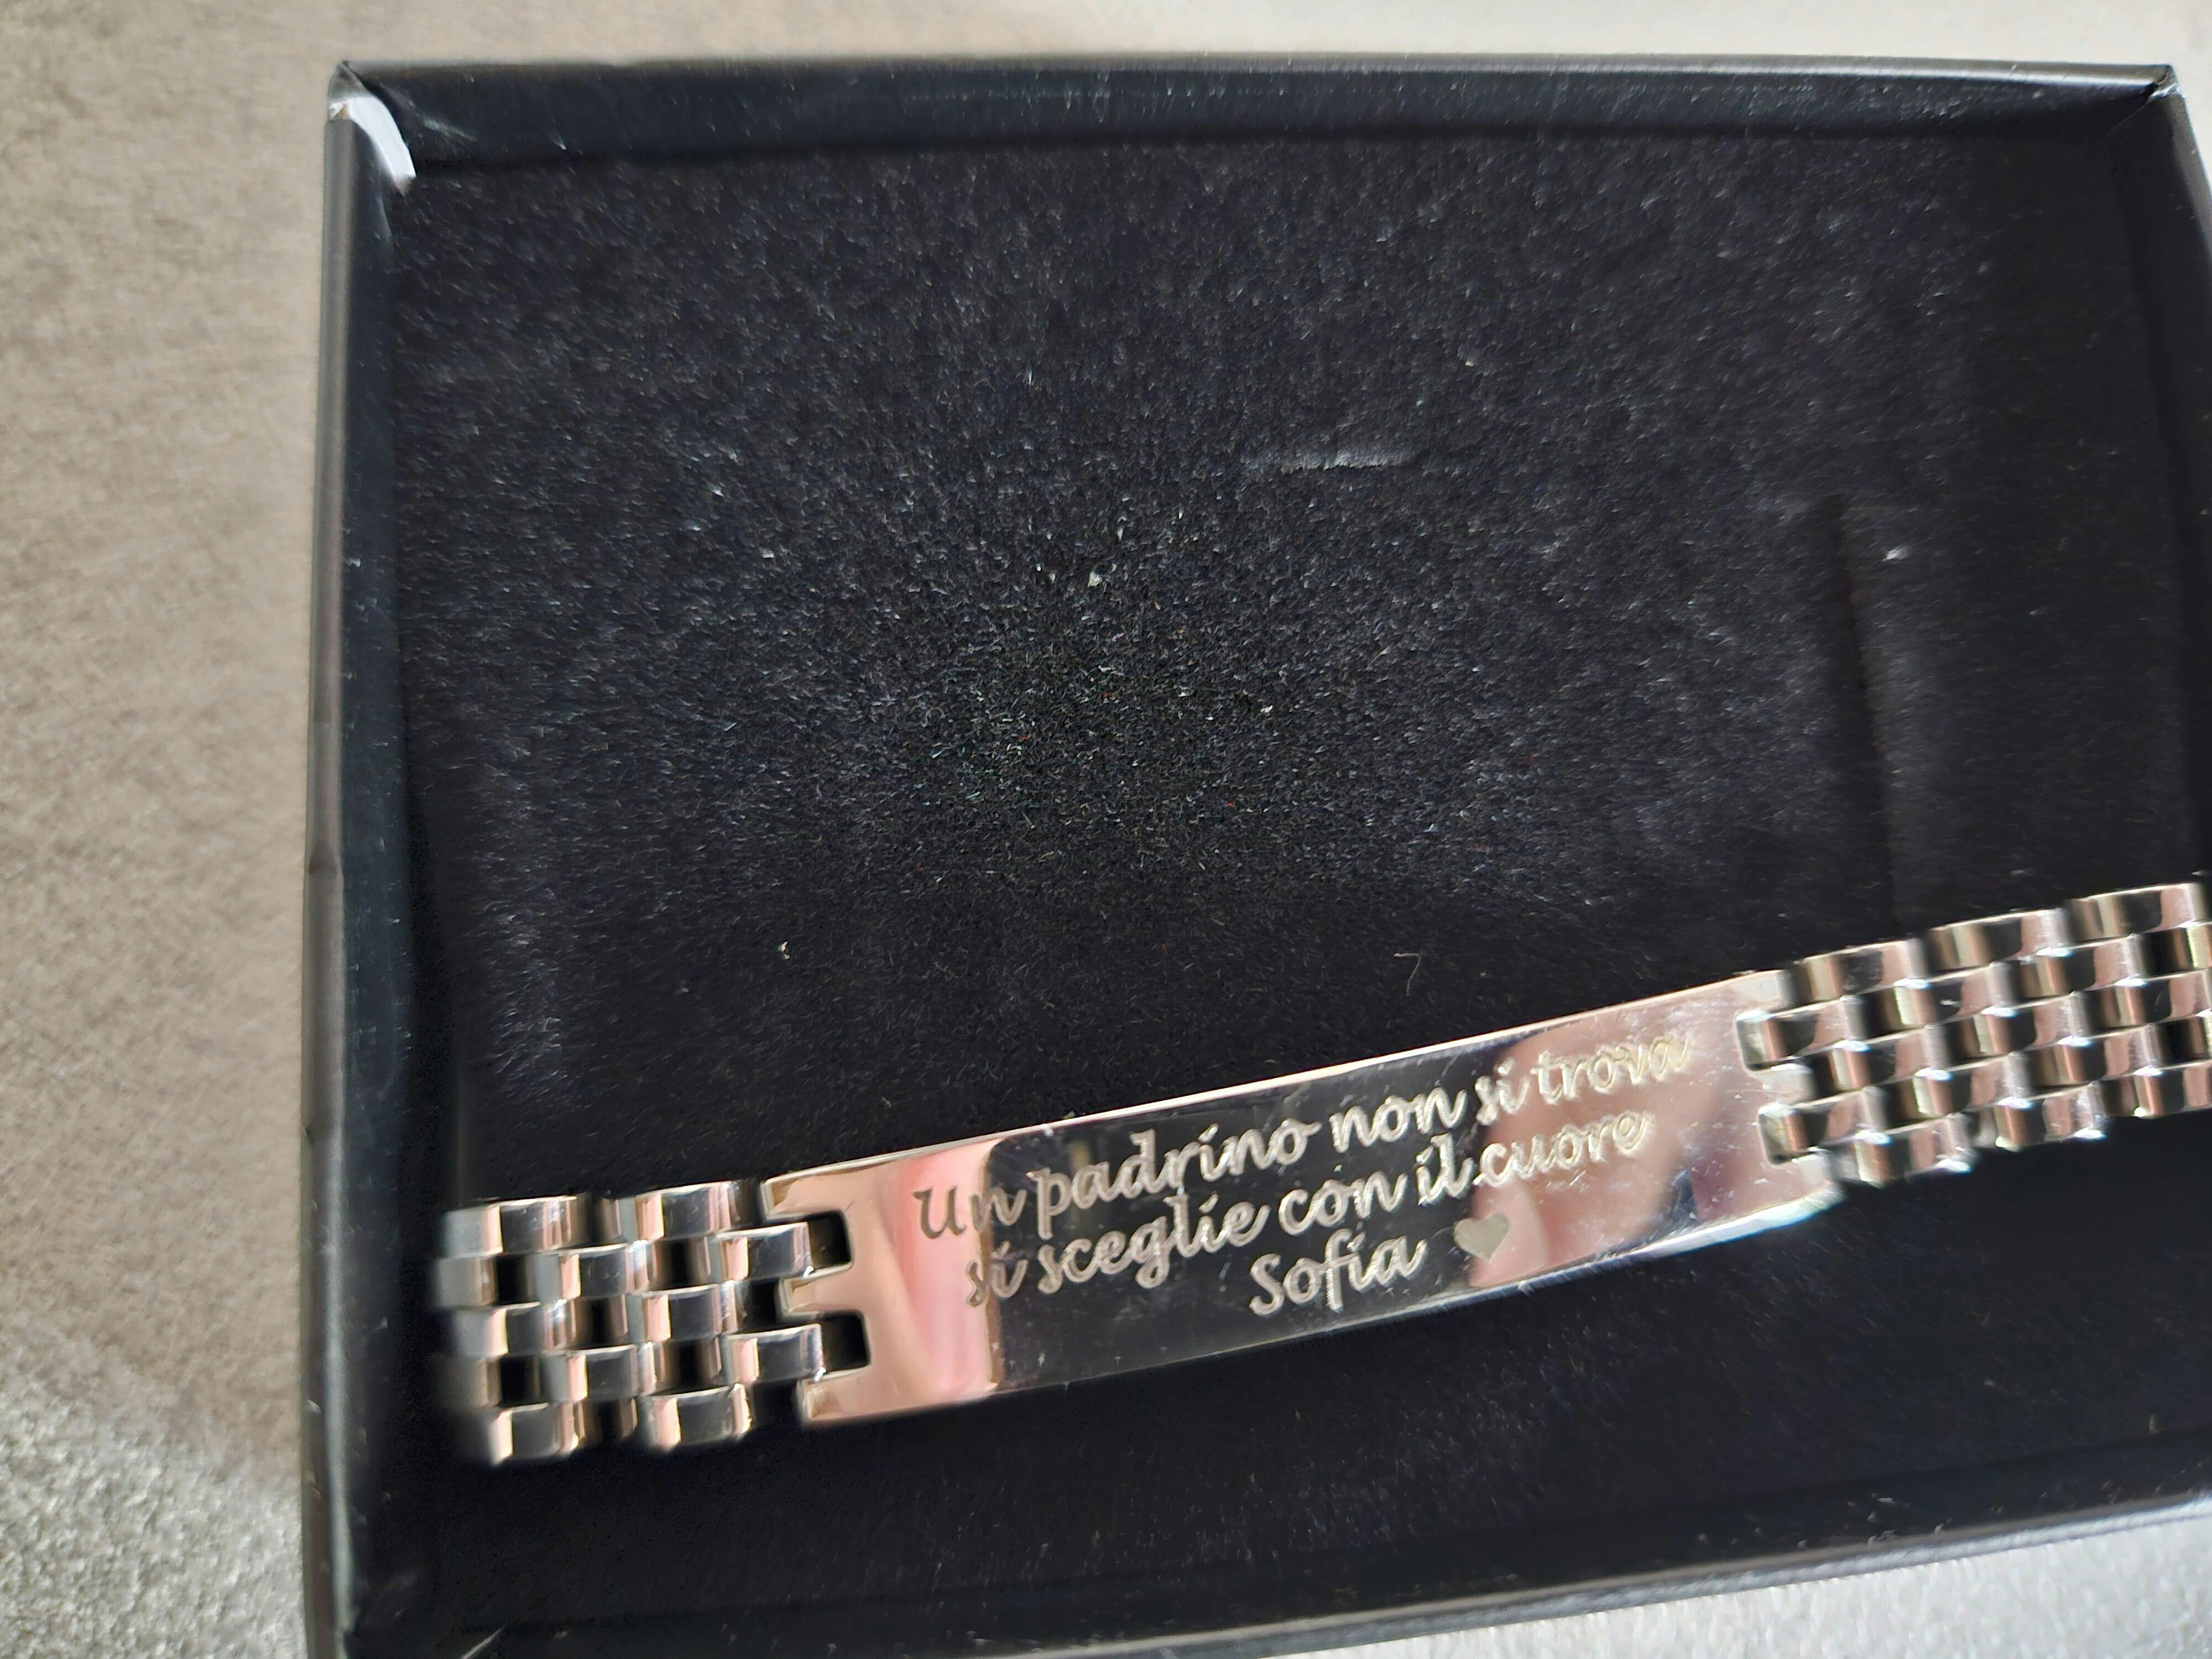 Un padrino non si trova
si sceglie con il cuore
Sofia ♥